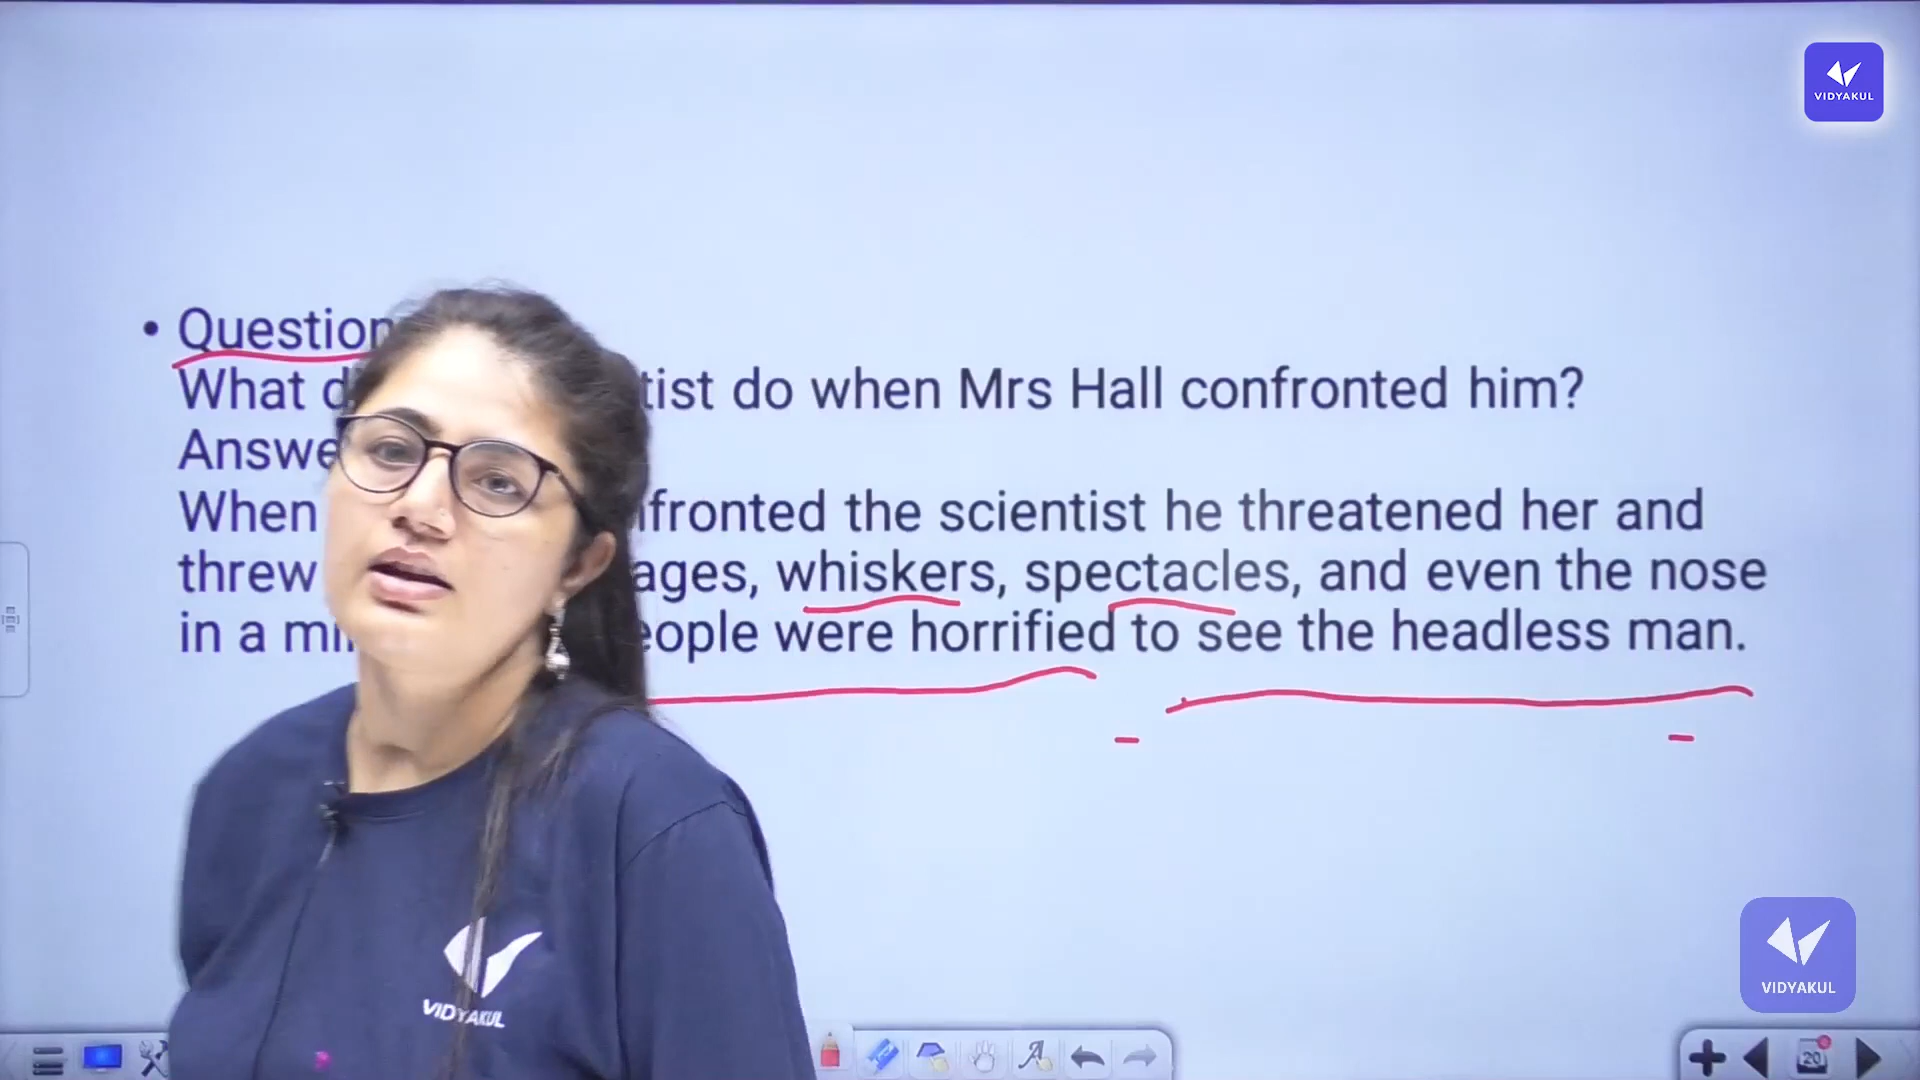 VIDYAKUL
• Question
What tist do when Mrs Hall confronted him?
Answe
When nfronted the scientist he threatened her and
threw ages, whiskers, spectacles, and even the nose
in a mi eople were horrified to see the headless man.
VIDYAKUL
VIDYAKUL
20